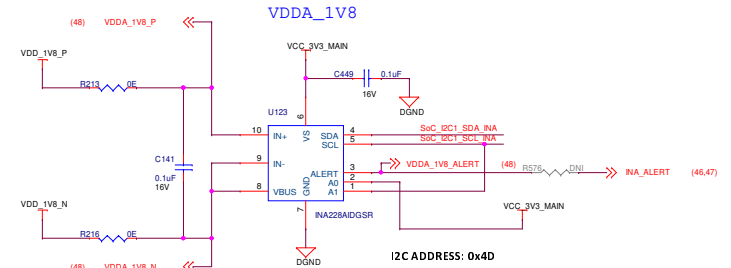 VDDA_1V8
(48) VDDA_1V8_P
VDD_1V8_P
VCC_3V3_MAIN
R213 0E
C449 0.1uF
16V
DGND
U123
6
VS
10 IN+
SDA 4 SoC_I2C1_SDA_INA
SCL 5 SoC_I2C1_SCL_INA
9 IN-
C141
0.1uF
16V
ALERT 3 VDDA_1V8_ALERT (48)
R576 DNI
INA_ALERT (46,47)
A0 2
8 VBUS
A1 1
GND
7
INA228AIDGSR
VDD_1V8_N
VCC_3V3_MAIN
R216 0E
DGND
I2C ADDRESS: 0x4D
(48) VDDA_1V8_N